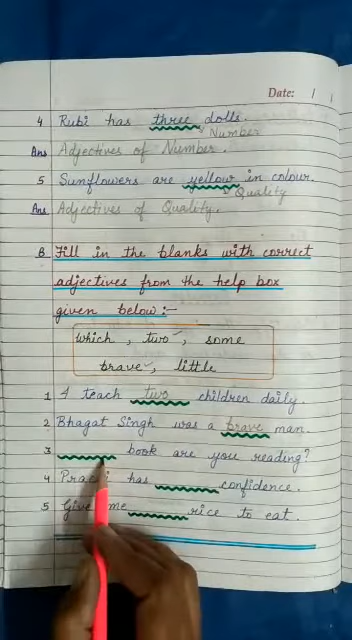 Date: / /
4 Rubi has three dolls.
Number
Ans Adjectives of Number.
5 Sunflowers are yellow in colour.
Quality
Ans Adjectives of Quality.
B Fill in the blanks with correct
adjectives from the help box
given below:-
which, two, some
brave, little
1 I teach two children daily.
2 Bhagat Singh was a brave man.
3 book are you reading?
4 has confidence.
5 Give me rice to eat.